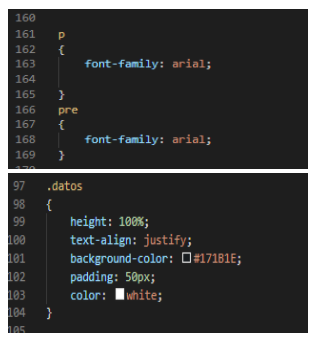 160
161 p
162 {
163 font-family: arial;
164
165 }
166 pre
167 {
168 font-family: arial;
169 }
97 .datos
98 {
99 height: 100%;
100 text-align: justify;
101 background-color: #171B1E;
102 padding: 50px;
103 color: white;
104 }
105